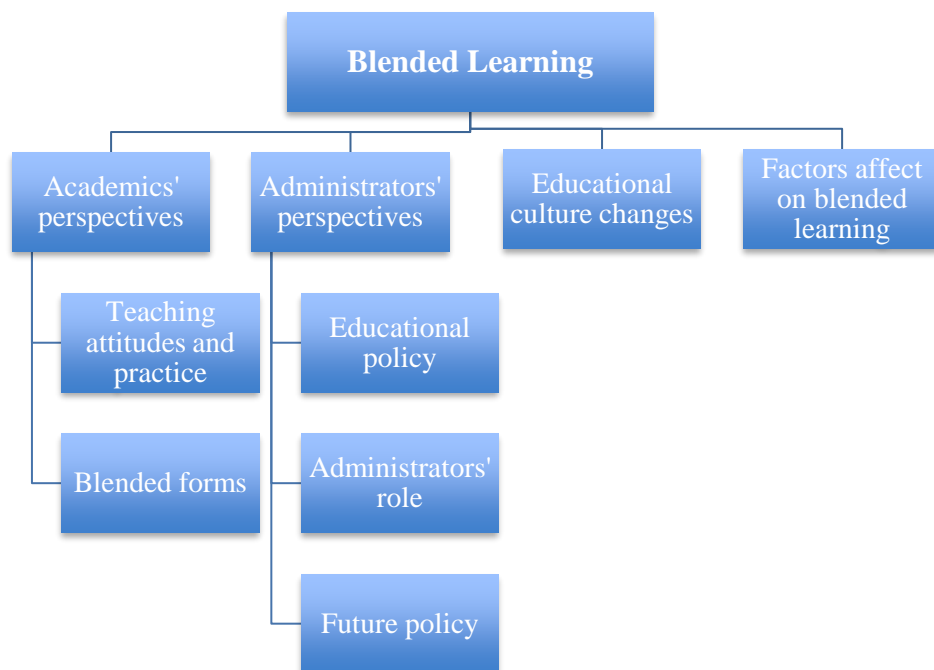 Blended Learning
Academics'
perspectives
Administrators'
perspectives
Educational
culture changes
Factors affect
on blended
learning
Teaching
attitudes and
practice
Educational
policy
Blended forms
Administrators'
role
Future policy